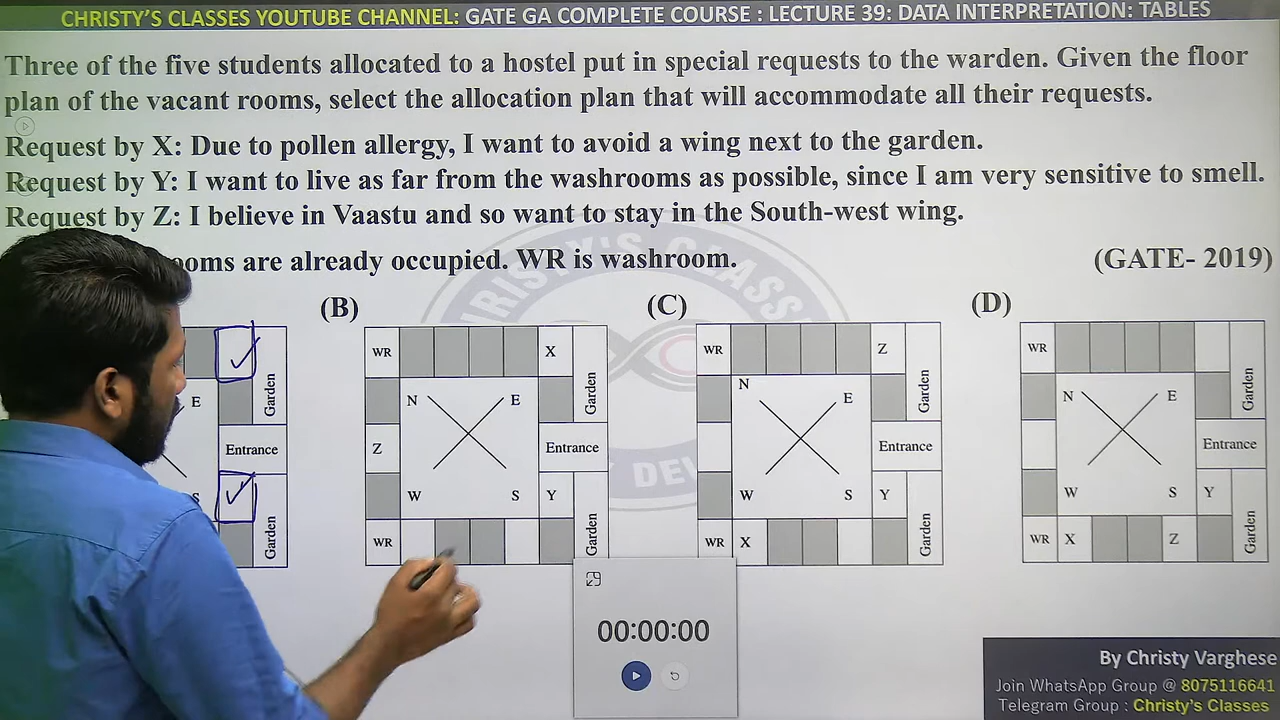 CHRISTY'S CLASSES YOUTUBE CHANNEL: GATE GA COMPLETE COURSE : LECTURE 39: DATA INTERPRETATION: TABLES
Three of the five students allocated to a hostel put in special requests to the warden. Given the floor
plan of the vacant rooms, select the allocation plan that will accommodate all their requests.
Request by X: Due to pollen allergy, I want to avoid a wing next to the garden.
Request by Y: I want to live as far from the washrooms as possible, since I am very sensitive to smell.
Request by Z: I believe in Vaastu and so want to stay in the South-west wing.
ooms are already occupied. WR is washroom.
(GATE- 2019)
(B)
(C)
(D)
E
Garden
Entrance
S
Garden
WR
X
N
E
Garden
Z
Entrance
W
S
Y
WR
Garden
WR
Z
N
E
Garden
Entrance
W
S
Y
WR
X
Garden
WR
N
E
Garden
Entrance
W
S
Y
WR
X
Z
Garden
00:00:00
By Christy Varghese
Join WhatsApp Group @ 8075116641
Telegram Group : Christy's Classes